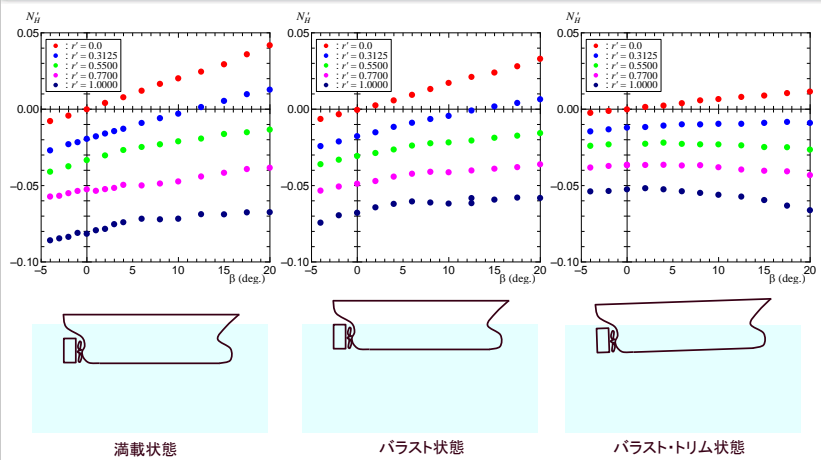 N'_H N'_H N'_H
0.05 0.05 0.05
: r' = 0.0 : r' = 0.0 : r' = 0.0
: r' = 0.3125 : r' = 0.3125 : r' = 0.3125
: r' = 0.5500 : r' = 0.5500 : r' = 0.5500
: r' = 0.7700 : r' = 0.7700 : r' = 0.7700
: r' = 1.0000 : r' = 1.0000 : r' = 1.0000
0.00 0.00 0.00
−0.05 −0.05 −0.05
−0.10 −0.10 −0.10
−5 0 5 10 15 20 −5 0 5 10 15 20 −5 0 5 10 15 20
β (deg.) β (deg.) β (deg.)
満載状態 バラスト状態 バラスト・トリム状態